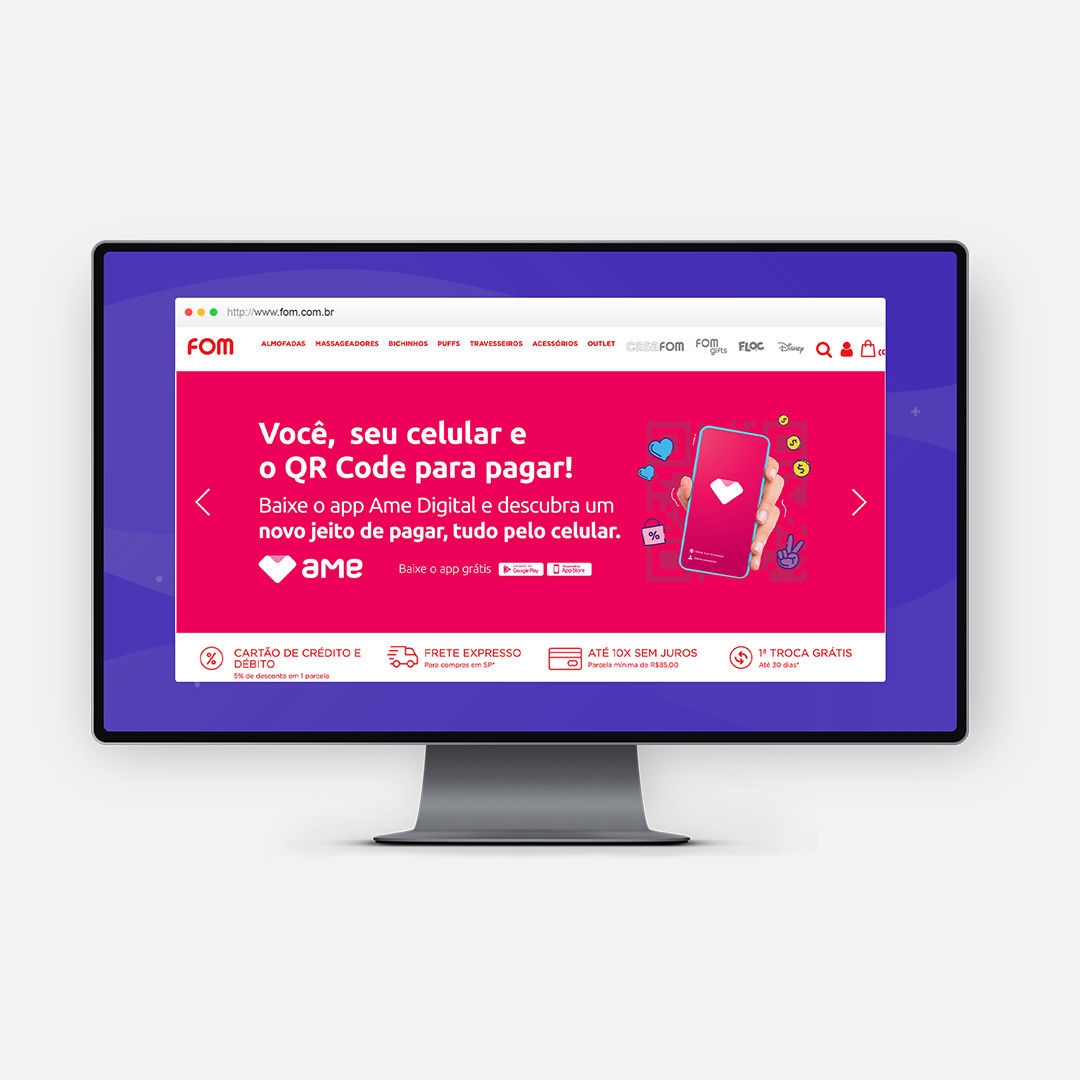 http://www.fom.com.br
FOM
ALMOFADAS MASSAGEADORES BICHINHOS PUFFS TRAVESSEIROS ACESSÓRIOS OUTLET casaFOM FOM gifts FLOC Disney
Você, seu celular e
o QR Code para pagar!
Baixe o app Ame Digital e descubra um
novo jeito de pagar, tudo pelo celular.
ame
Baixe o app grátis
Google Play
App Store
CARTÃO DE CRÉDITO E
DÉBITO
5% de desconto em 1 parcela
FRETE EXPRESSO
Para compras em SP*
ATÉ 10X SEM JUROS
Parcela mínima de R$85,00
1ª TROCA GRÁTIS
Até 30 dias*